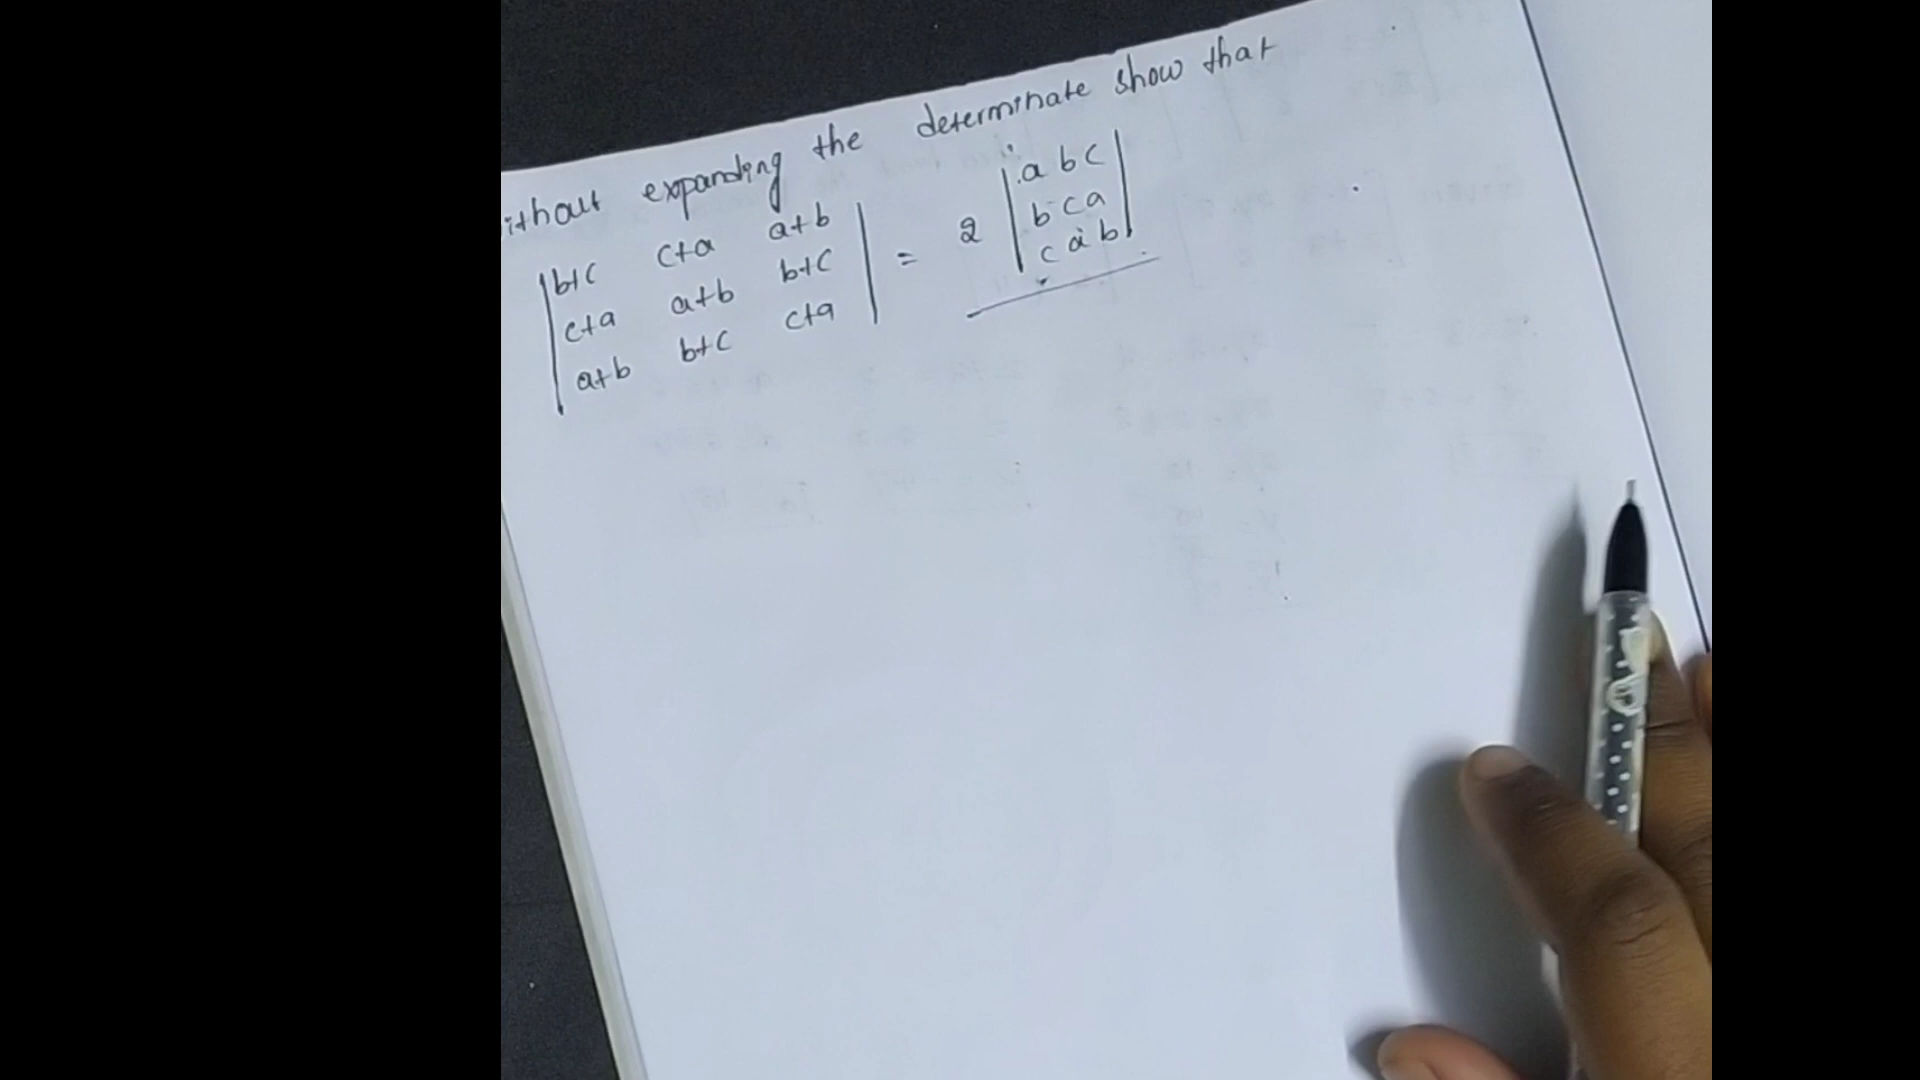 ithout expanding the determinate show that
| b+c c+a a+b | = 2 | a b c |
| c+a a+b b+c | | b c a |
| a+b b+c c+a | | c a b |